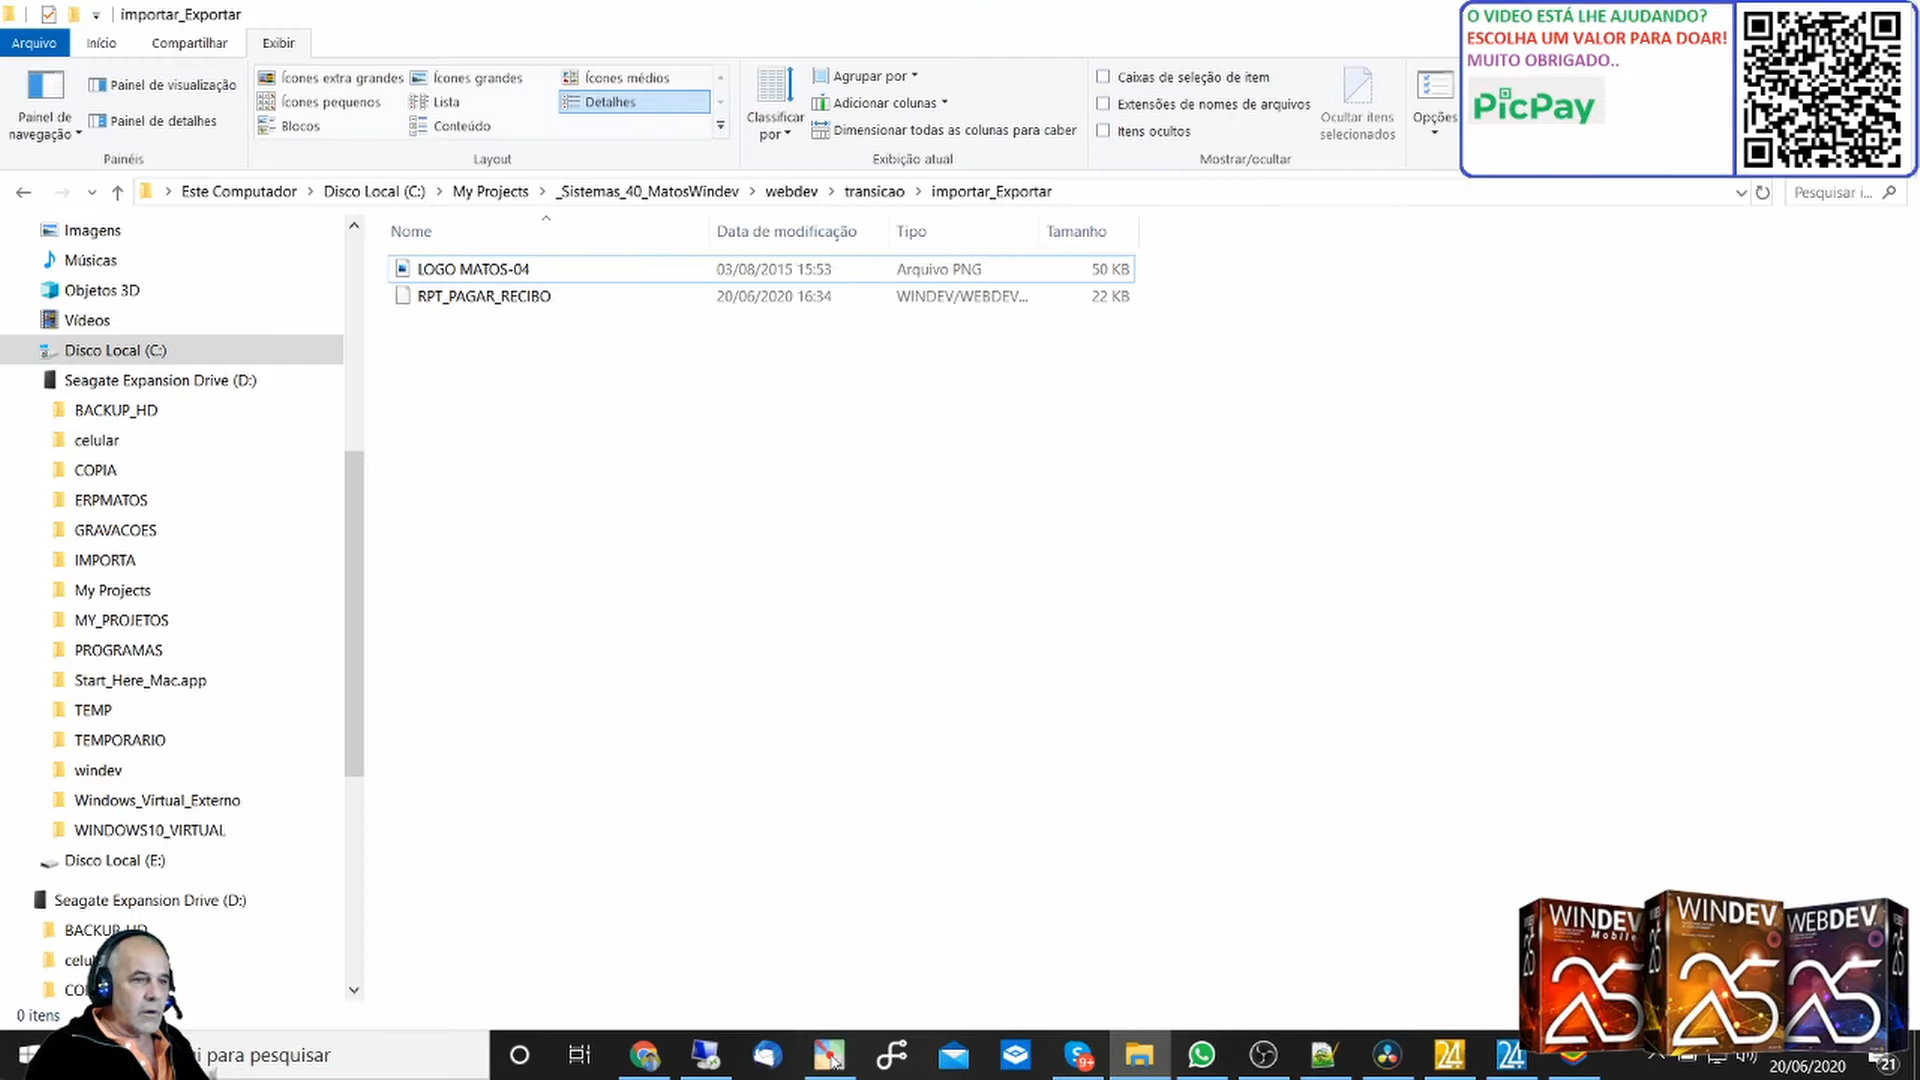 importar_Exportar
Arquivo
Início
Compartilhar
Exibir
Painel de navegação
Painel de visualização
Painel de detalhes
Painéis
Ícones extra grandes
Ícones grandes
Ícones médios
Ícones pequenos
Lista
Detalhes
Blocos
Conteúdo
Layout
Classificar por
Agrupar por
Adicionar colunas
Dimensionar todas as colunas para caber
Exibição atual
Caixas de seleção de item
Extensões de nomes de arquivos
Itens ocultos
Ocultar itens selecionados
Mostrar/ocultar
Opções
O VIDEO ESTÁ LHE AJUDANDO?
ESCOLHA UM VALOR PARA DOAR!
MUITO OBRIGADO..
PicPay
Este Computador > Disco Local (C:) > My Projects > _Sistemas_40_MatosWindev > webdev > transicao > importar_Exportar
Pesquisar i...
Nome
Data de modificação
Tipo
Tamanho
LOGO MATOS-04
03/08/2015 15:53
Arquivo PNG
50 KB
RPT_PAGAR_RECIBO
20/06/2020 16:34
WINDEV/WEBDEV...
22 KB
Imagens
Músicas
Objetos 3D
Vídeos
Disco Local (C:)
Seagate Expansion Drive (D:)
BACKUP_HD
celular
COPIA
ERPMATOS
GRAVACOES
IMPORTA
My Projects
MY_PROJETOS
PROGRAMAS
Start_Here_Mac.app
TEMP
TEMPORARIO
windev
Windows_Virtual_Externo
WINDOWS10_VIRTUAL
Disco Local (E:)
Seagate Expansion Drive (D:)
BACKUP_HD
0 itens
para pesquisar
9+
24
24
20/06/2020
21
WINDEV
Mobile
25
WINDEV
25
WEBDEV
25